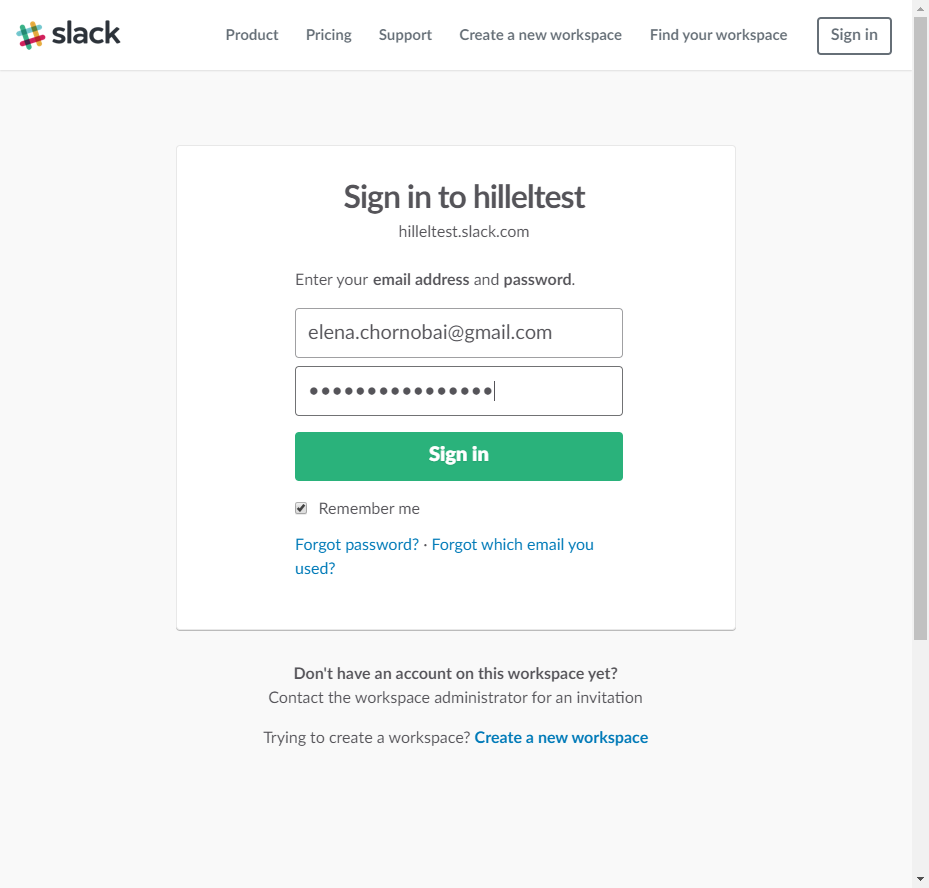 slack
Product Pricing Support Create a new workspace Find your workspace Sign in
Sign in to hilleltest
hilleltest.slack.com
Enter your email address and password.
elena.chornobai@gmail.com
••••••••••••••••
Sign in
Remember me
Forgot password? · Forgot which email you
used?
Don't have an account on this workspace yet?
Contact the workspace administrator for an invitation
Trying to create a workspace? Create a new workspace